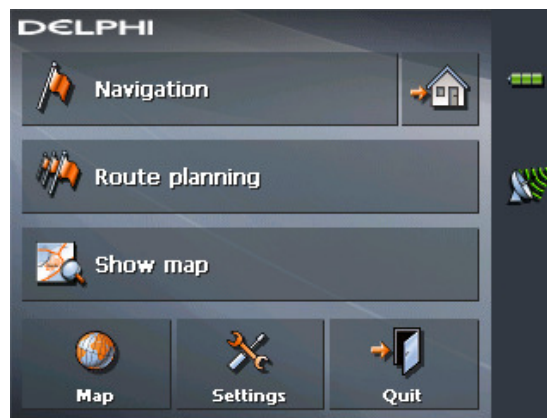 DELPHI
Navigation
Route planning
Show map
Map
Settings
Quit